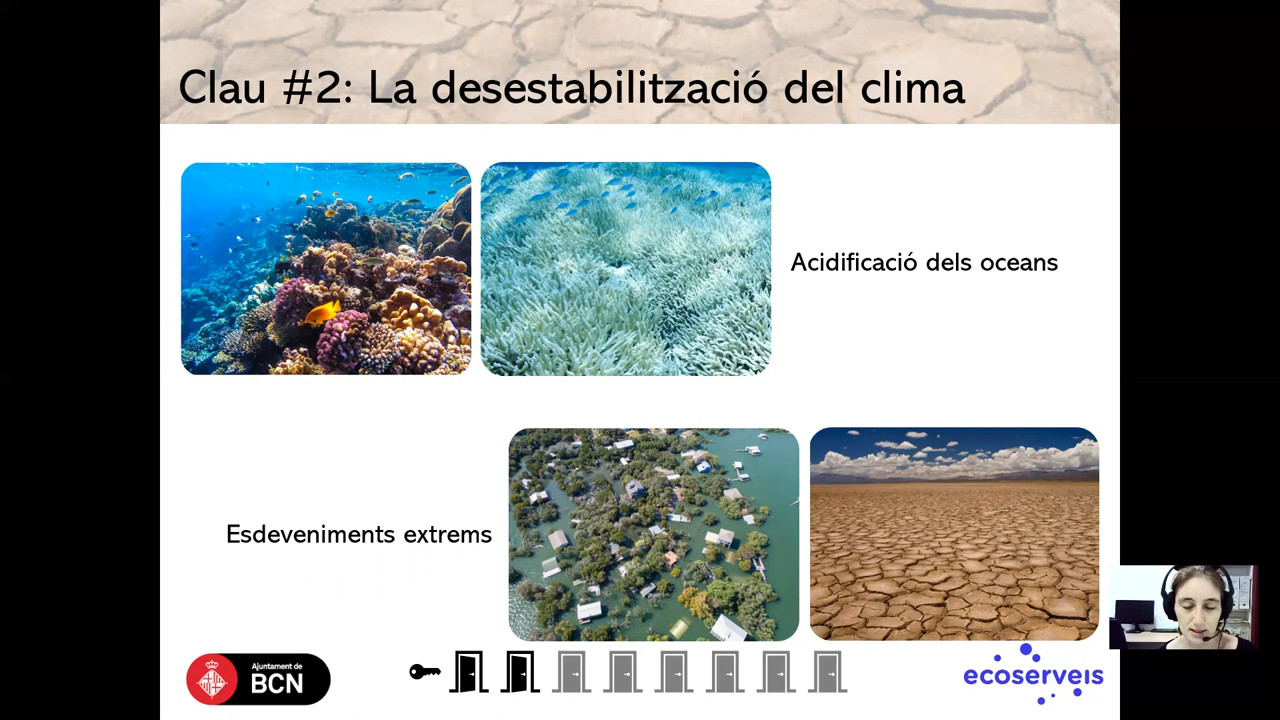 Clau #2: La desestabilització del clima
Acidificació dels oceans
Esdeveniments extrems
Ajuntament de
BCN
ecoserveis